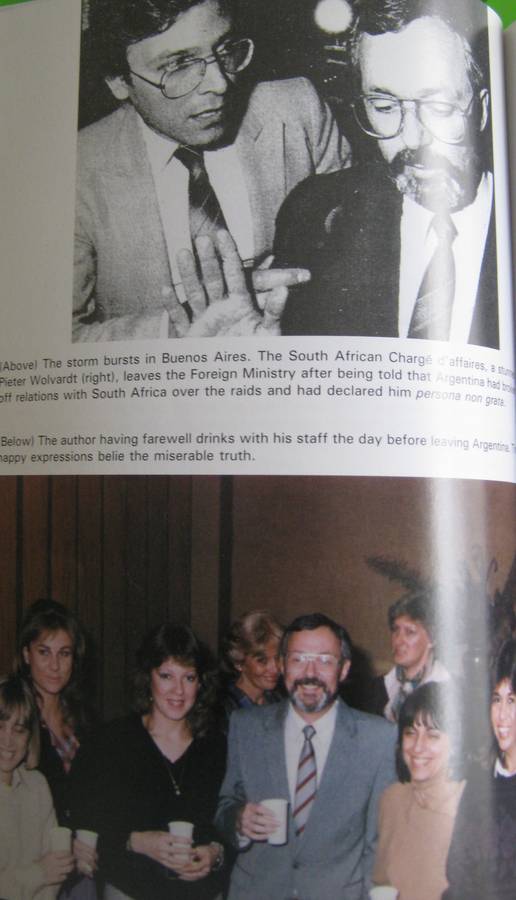 (Above) The storm bursts in Buenos Aires. The South African Chargé d'affaires, a
Pieter Wolvardt (right), leaves the Foreign Ministry after being told that Argentina had
off relations with South Africa over the raids and had declared him persona non grata.
(Below) The author having farewell drinks with his staff the day before leaving Argentina.
happy expressions belie the miserable truth.